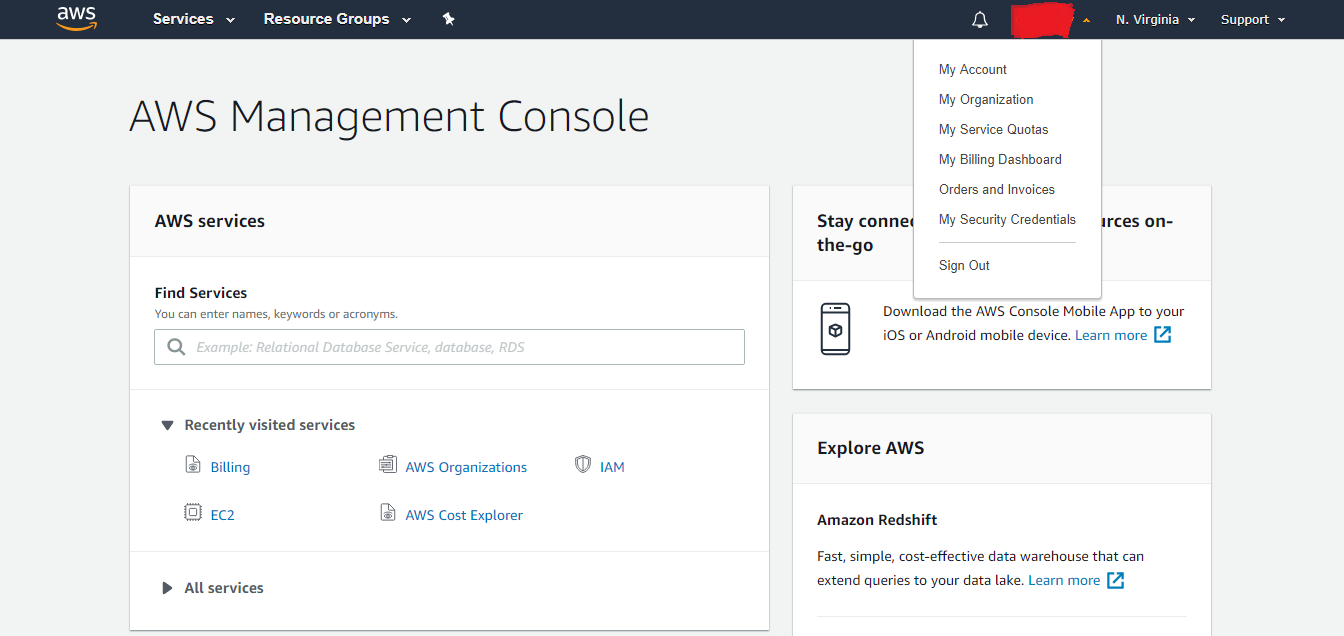 aws
Services
Resource Groups
N. Virginia
Support
My Account
My Organization
My Service Quotas
My Billing Dashboard
Orders and Invoices
My Security Credentials
Sign Out
AWS Management Console
AWS services
Find Services
You can enter names, keywords or acronyms.
Example: Relational Database Service, database, RDS
Recently visited services
Billing
AWS Organizations
IAM
EC2
AWS Cost Explorer
All services
Stay on-
the-go
Download the AWS Console Mobile App to your
iOS or Android mobile device. Learn more
Explore AWS
Amazon Redshift
Fast, simple, cost-effective data warehouse that can
extend queries to your data lake. Learn more